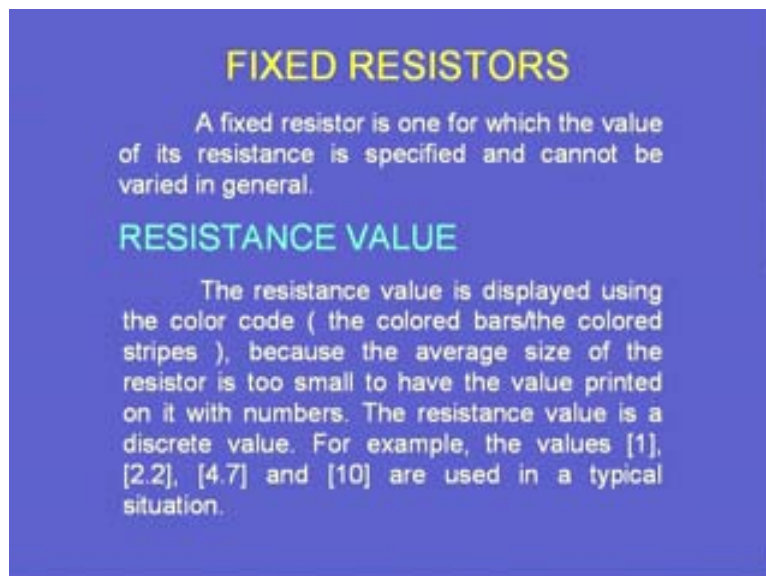 FIXED RESISTORS
A fixed resistor is one for which the value
of its resistance is specified and cannot be
varied in general.
RESISTANCE VALUE
The resistance value is displayed using
the color code ( the colored bars/the colored
stripes ), because the average size of the
resistor is too small to have the value printed
on it with numbers. The resistance value is a
discrete value. For example, the values [1],
[2.2], [4.7] and [10] are used in a typical
situation.